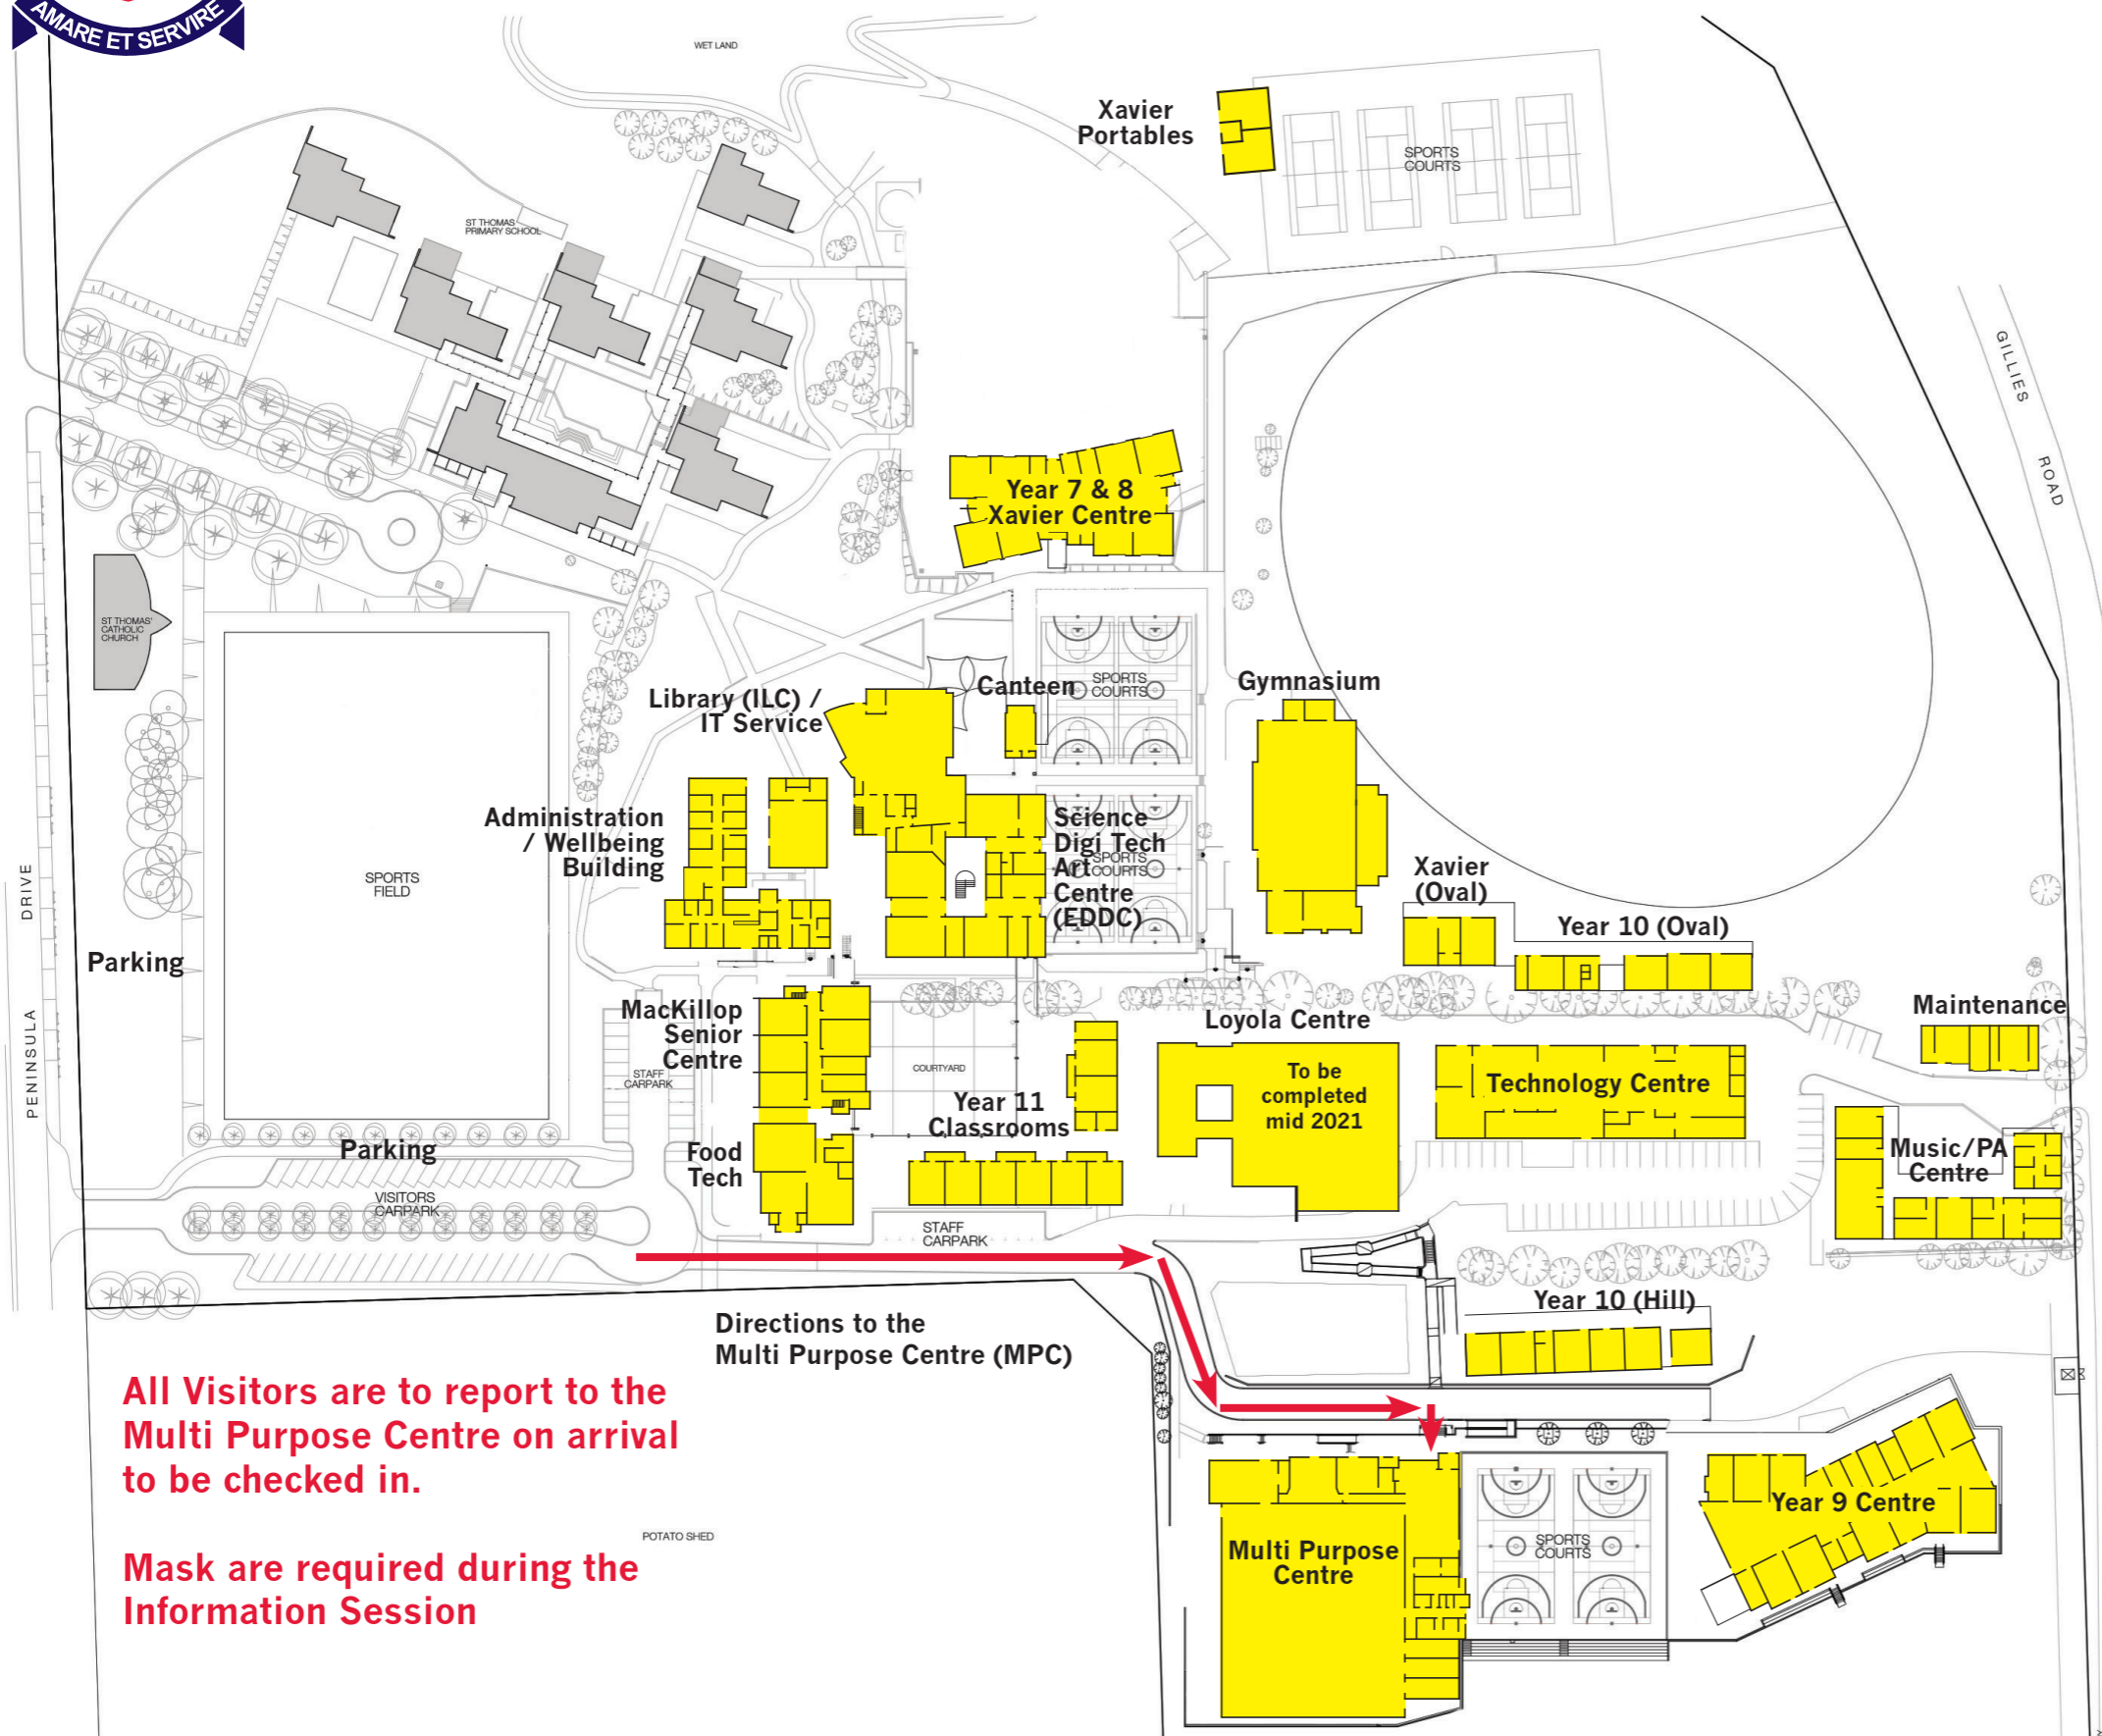 AMARE ET SERVIRE
WET LAND
Xavier
Portables
SPORTS
COURTS
ST THOMAS
PRIMARY SCHOOL
GILLIES
ROAD
Year 7 & 8
Xavier Centre
ST THOMAS'
CATHOLIC
CHURCH
Library (ILC) /
IT Service
Canteen
SPORTS
COURTS
Gymnasium
Administration
/ Wellbeing
Building
Science
Digi Tech
Art
Centre
(EDDC)
SPORTS
COURTS
SPORTS
FIELD
Xavier
(Oval)
Year 10 (Oval)
PENINSULA DRIVE
Parking
MacKillop
Senior
Centre
Loyola Centre
Maintenance
STAFF
CARPARK
COURTYARD
To be
completed
mid 2021
Technology Centre
Year 11
Classrooms
Parking
Food
Tech
Music/PA
Centre
VISITORS
CARPARK
STAFF
CARPARK
Year 10 (Hill)
Directions to the
Multi Purpose Centre (MPC)
All Visitors are to report to the
Multi Purpose Centre on arrival
to be checked in.
POTATO SHED
Mask are required during the
Information Session
Multi Purpose
Centre
SPORTS
COURTS
Year 9 Centre